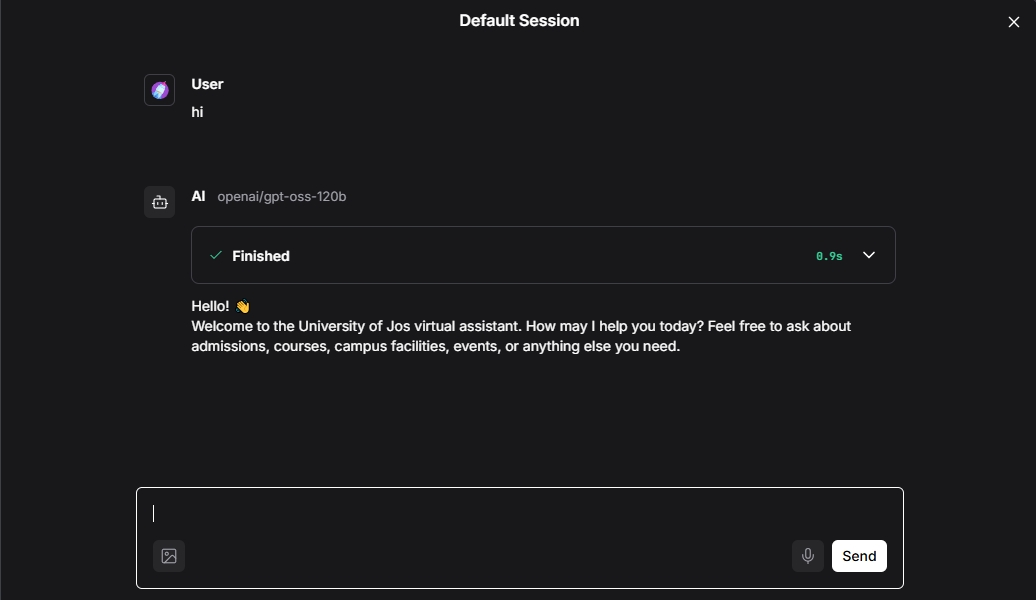 Default Session
User
hi
AI openai/gpt-oss-120b
Finished 0.9s
Hello! 👋
Welcome to the University of Jos virtual assistant. How may I help you today? Feel free to ask about
admissions, courses, campus facilities, events, or anything else you need.
Send